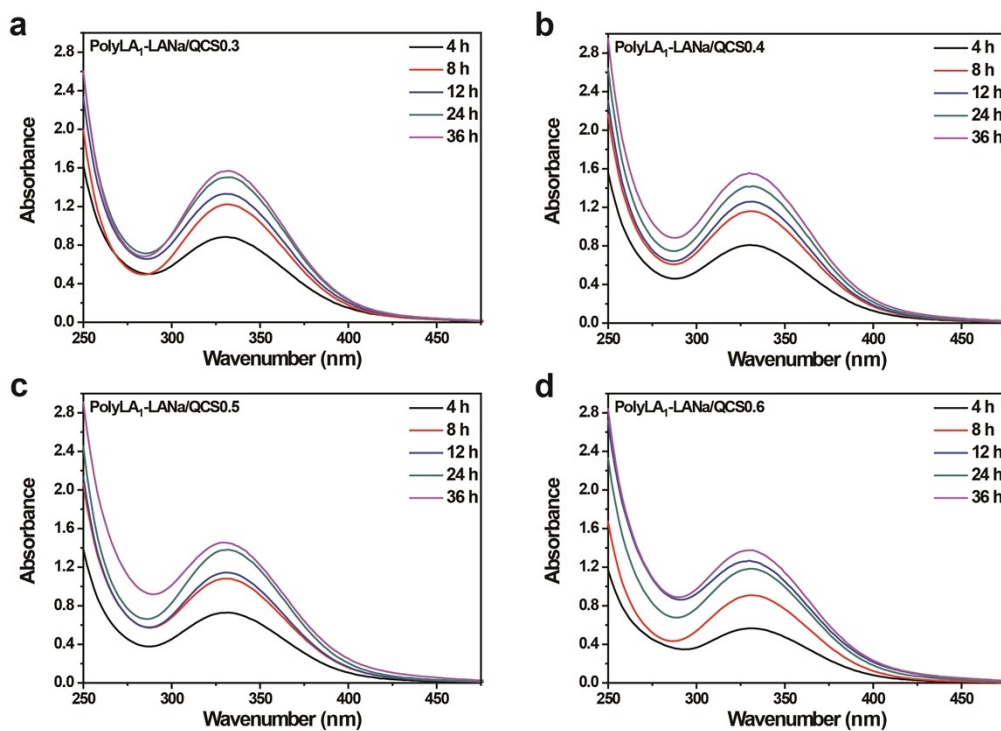 a
PolyLA₁-LANa/QCS0.3
4 h
8 h
12 h
24 h
36 h
2.8
2.4
2.0
1.6
1.2
0.8
0.4
0.0
Absorbance
250
300
350
400
450
Wavenumber (nm)
b
PolyLA₁-LANa/QCS0.4
4 h
8 h
12 h
24 h
36 h
2.8
2.4
2.0
1.6
1.2
0.8
0.4
0.0
Absorbance
250
300
350
400
450
Wavenumber (nm)
c
PolyLA₁-LANa/QCS0.5
4 h
8 h
12 h
24 h
36 h
2.8
2.4
2.0
1.6
1.2
0.8
0.4
0.0
Absorbance
250
300
350
400
450
Wavenumber (nm)
d
PolyLA₁-LANa/QCS0.6
4 h
8 h
12 h
24 h
36 h
2.8
2.4
2.0
1.6
1.2
0.8
0.4
0.0
Absorbance
250
300
350
400
450
Wavenumber (nm)